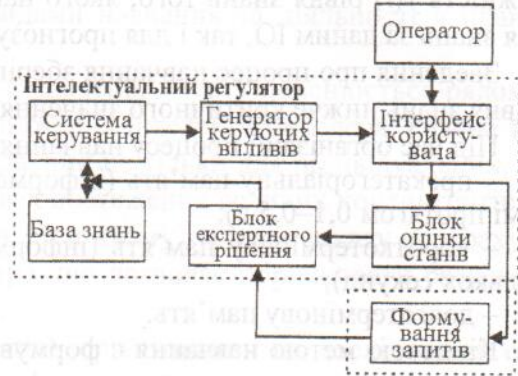 Оператор
Інтелектуальний регулятор
Система
керування
Генератор
керуючих
впливів
Інтерфейс
користу-
вача
База знань
Блок
експертного
рішення
Блок
оцінки
станів
Форму-
вання
запитів